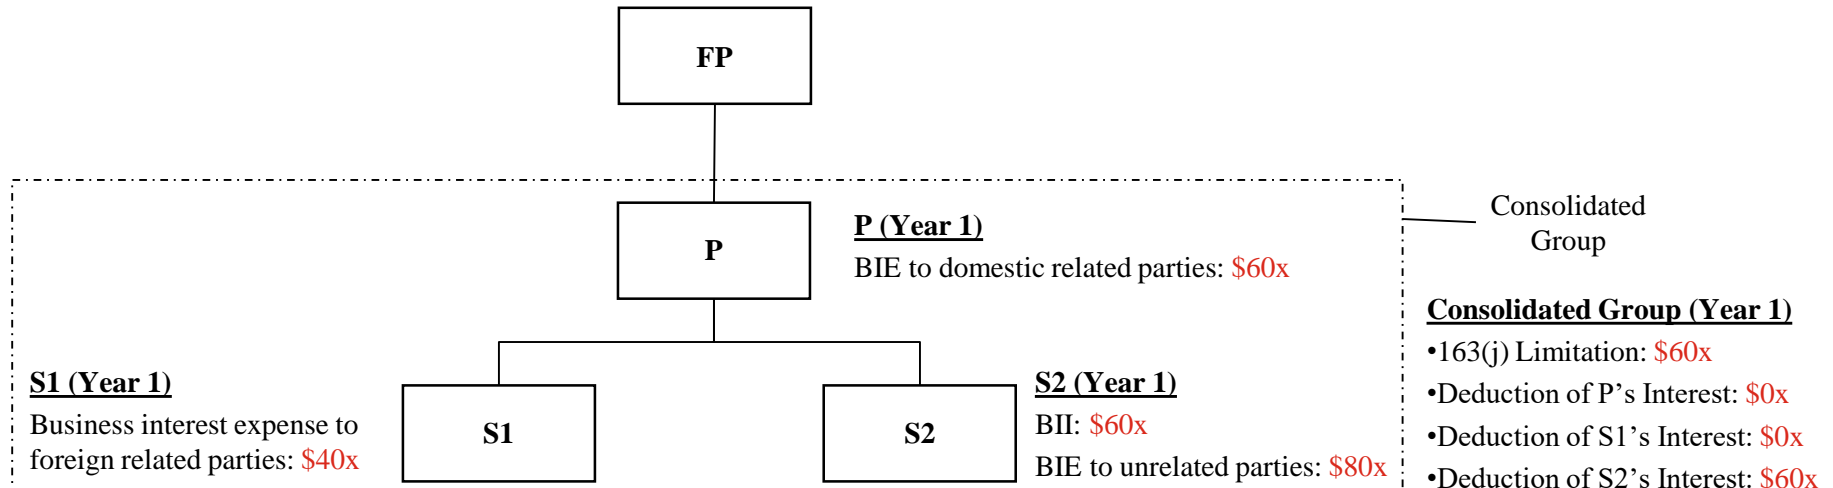 FP
P
P (Year 1)
BIE to domestic related parties: $60x
Consolidated
Group
Consolidated Group (Year 1)
•163(j) Limitation: $60x
•Deduction of P's Interest: $0x
•Deduction of S1's Interest: $0x
•Deduction of S2's Interest: $60x
S1 (Year 1)
Business interest expense to
foreign related parties: $40x
S1
S2
S2 (Year 1)
BII: $60x
BIE to unrelated parties: $80x